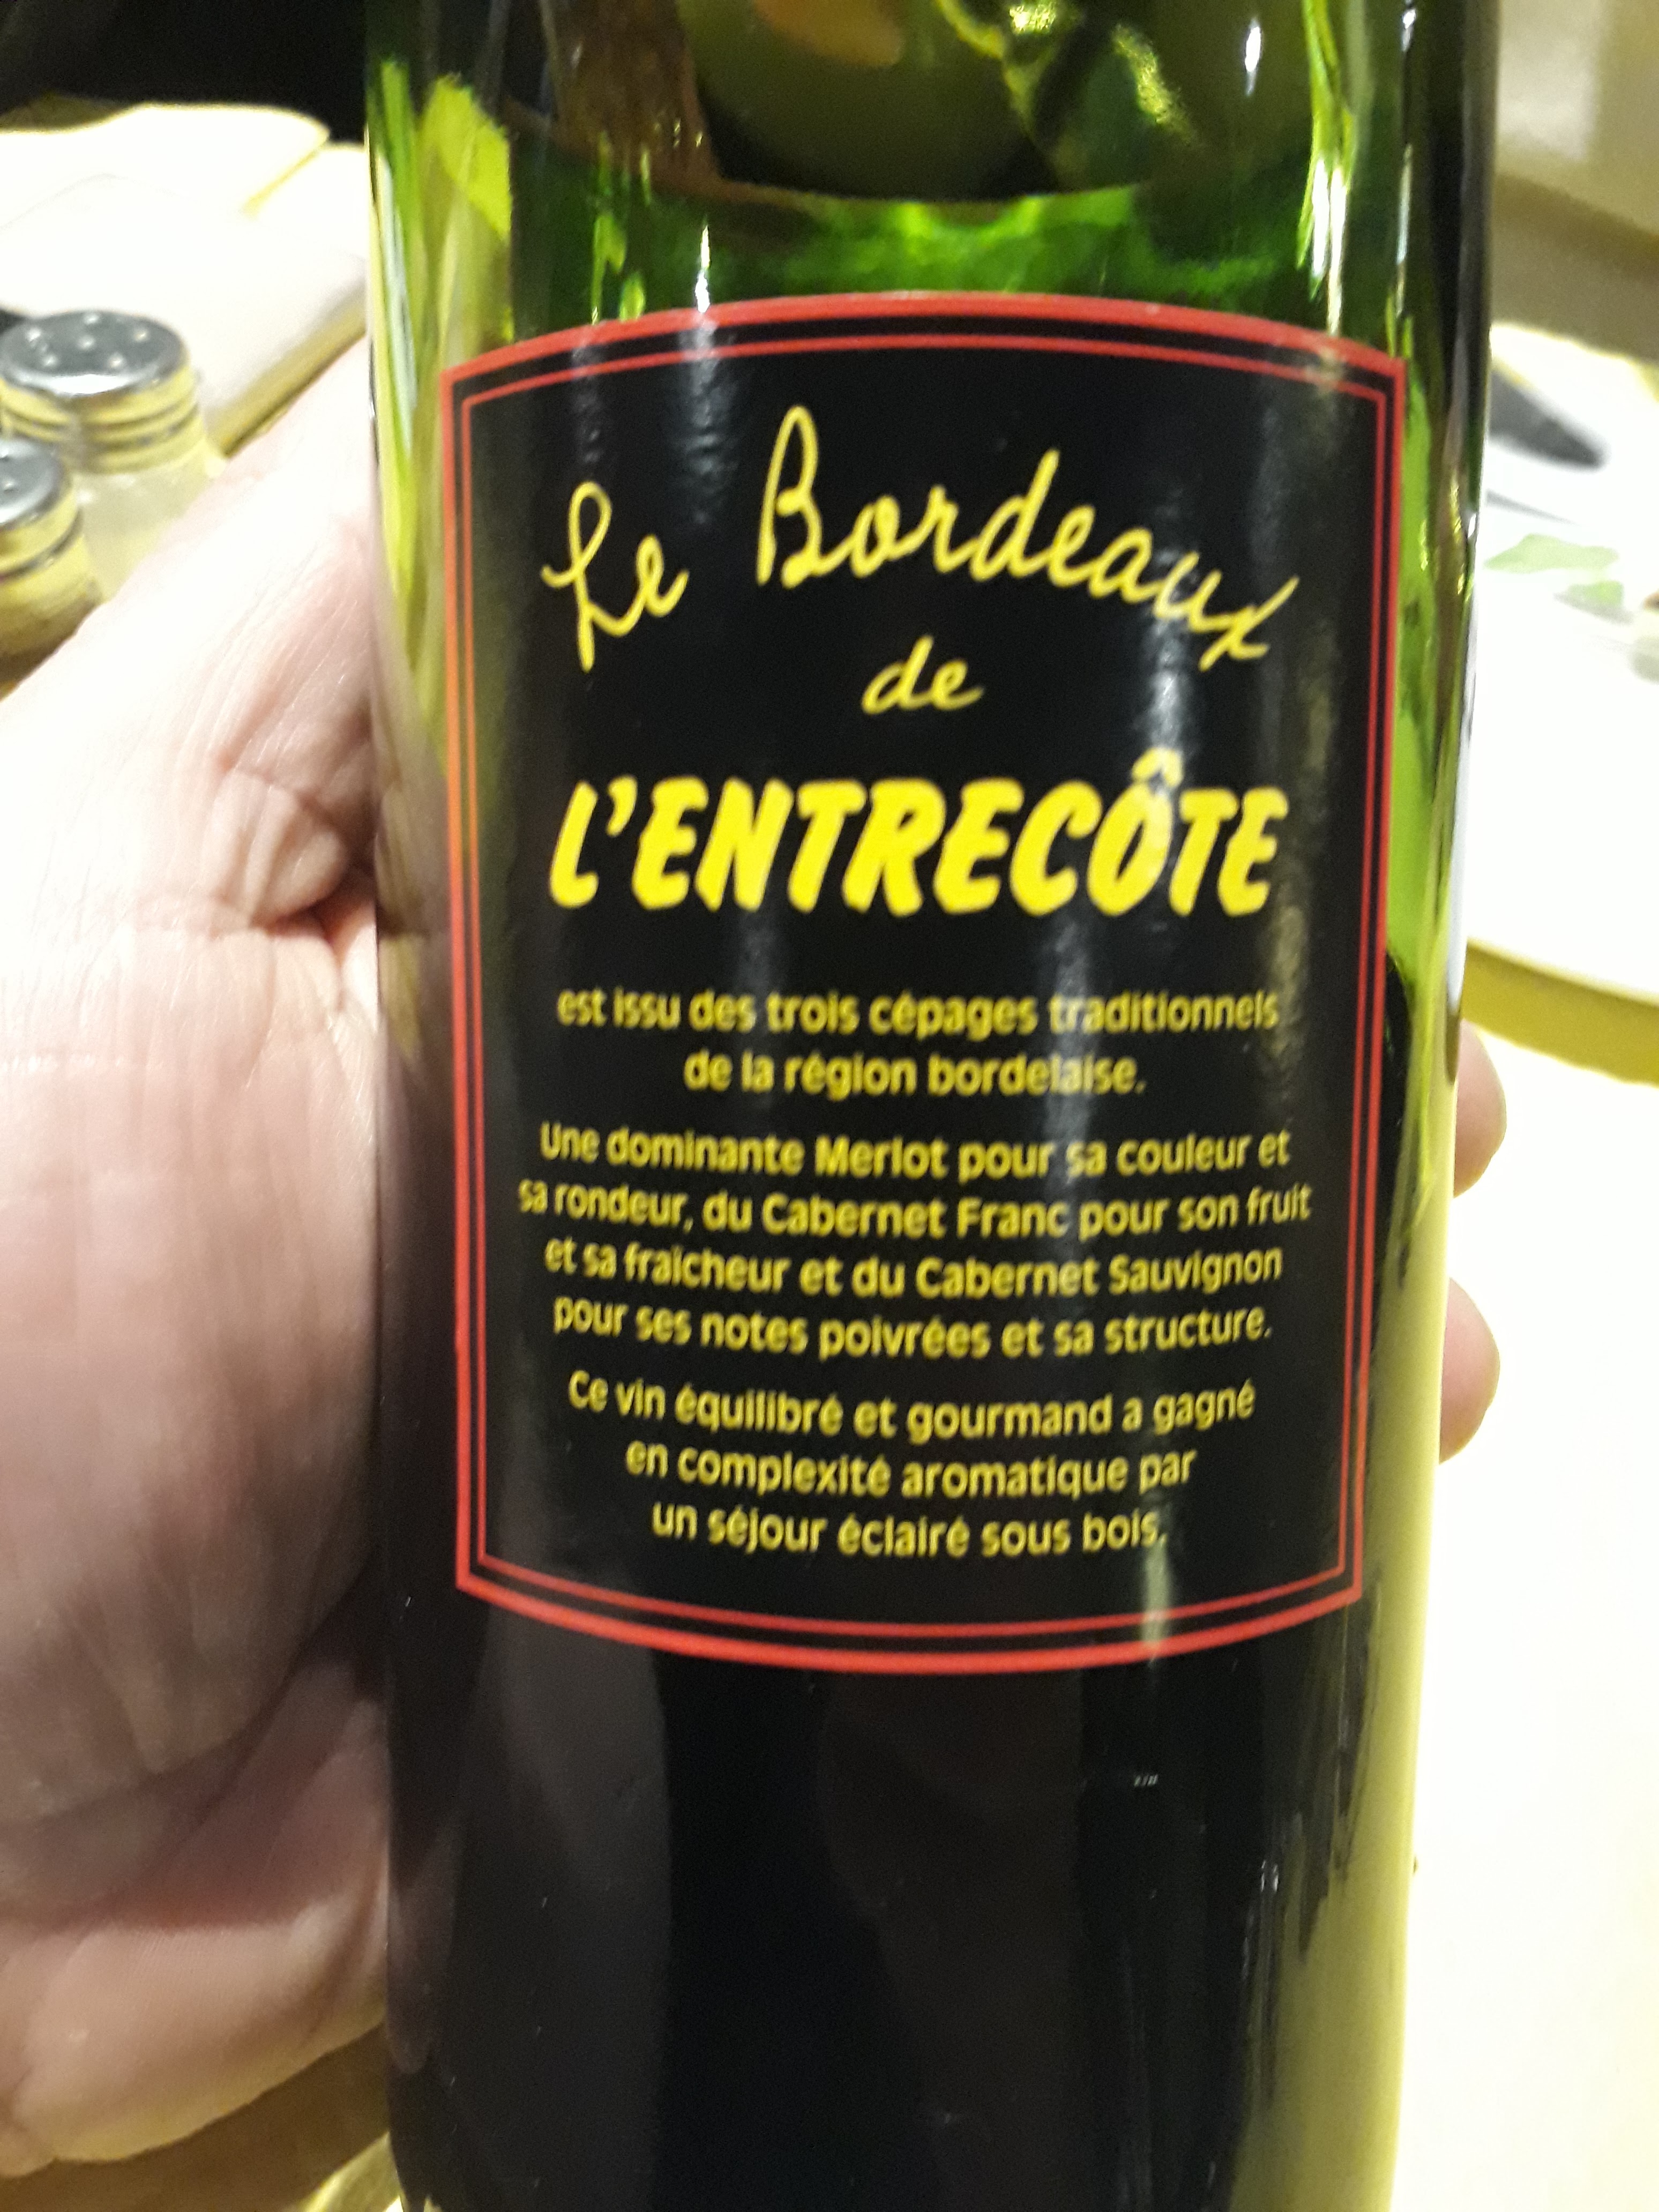 Le Bordeaux
de
L'ENTRECÔTE
est issu des trois cépages traditionnels
de la région bordelaise.
Une dominante Merlot pour sa couleur et
sa rondeur, du Cabernet Franc pour son fruit
et sa fraîcheur et du Cabernet Sauvignon
pour ses notes poivrées et sa structure.
Ce vin équilibré et gourmand a gagné
en complexité aromatique par
un séjour éclairé sous bois.